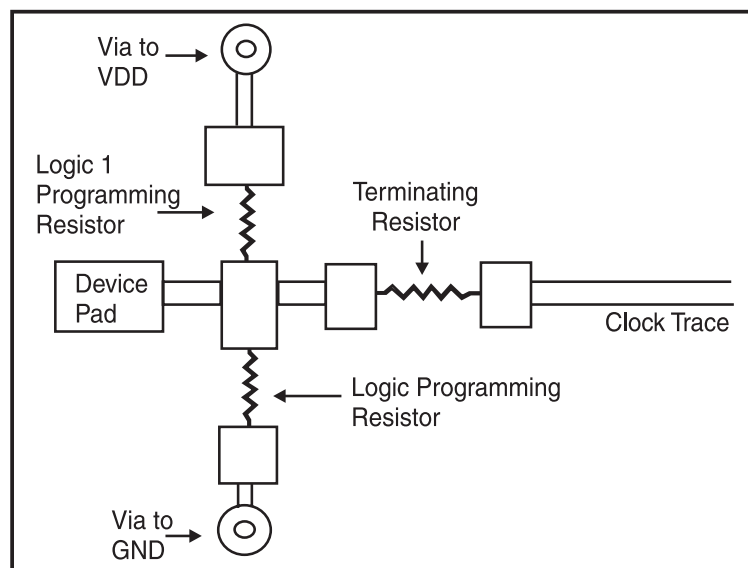 Via to
VDD
Logic 1
Programming
Resistor
Terminating
Resistor
Device
Pad
Clock Trace
Logic Programming
Resistor
Via to
GND